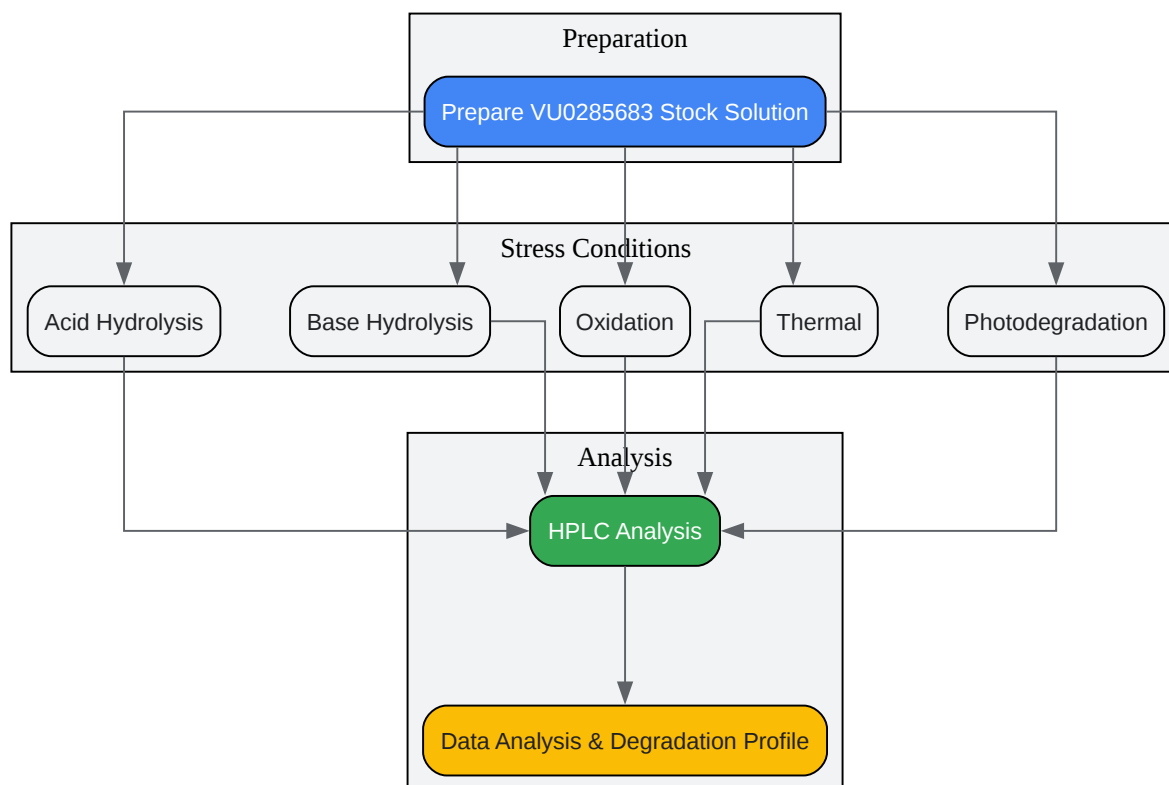 Preparation
Prepare VU0285683 Stock Solution
Stress Conditions
Acid Hydrolysis
Base Hydrolysis
Oxidation
Thermal
Photodegradation
Analysis
HPLC Analysis
Data Analysis & Degradation Profile